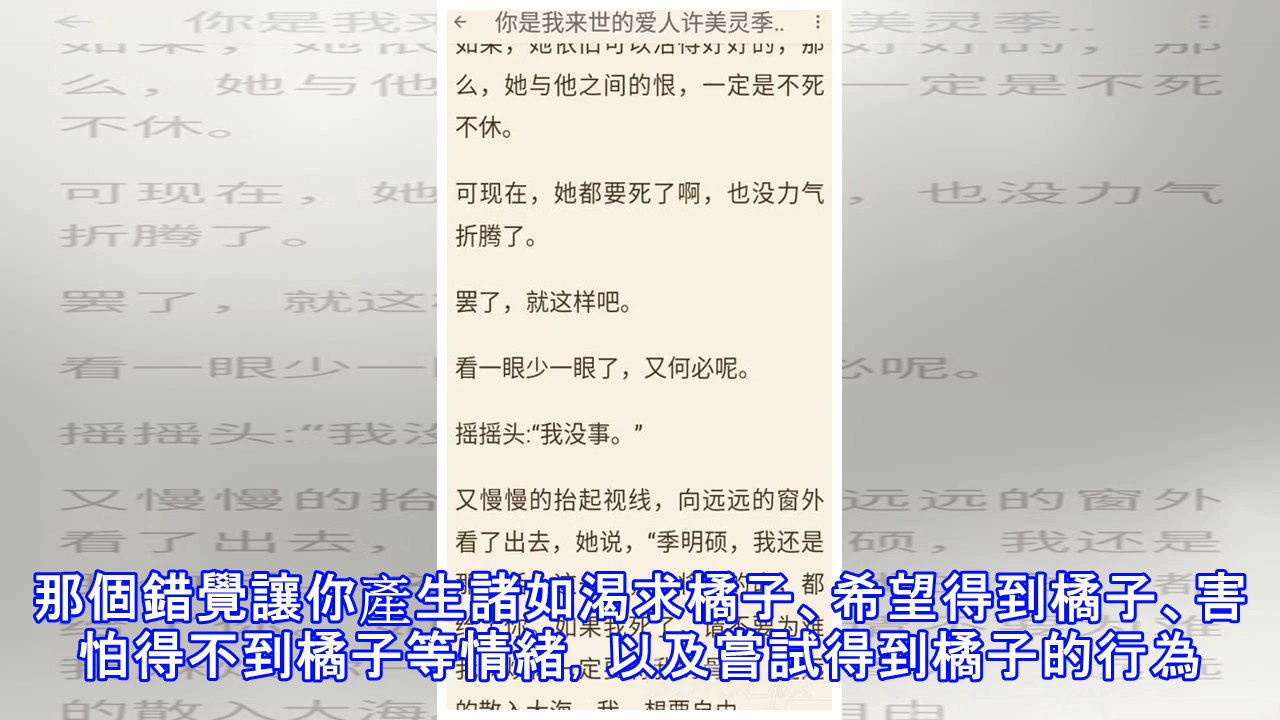 你是我来世的爱人许美灵季..
如果，她依旧可以活得好好的，那
么，她与他之间的恨，一定是不死
不休。
可现在，她都要死了啊，也没力气
折腾了。
罢了，就这样吧。
看一眼少一眼了，又何必呢。
摇摇头:“我没事。”
又慢慢的抬起视线，向远远的窗外
看了出去，她说，“季明硕，我还是
那個錯覺讓你產生諸如渴求橘子、希望得到橘子、害
怕得不到橘子等情緒, 以及嘗試得到橘子的行為
的散入大海，我，想要自由